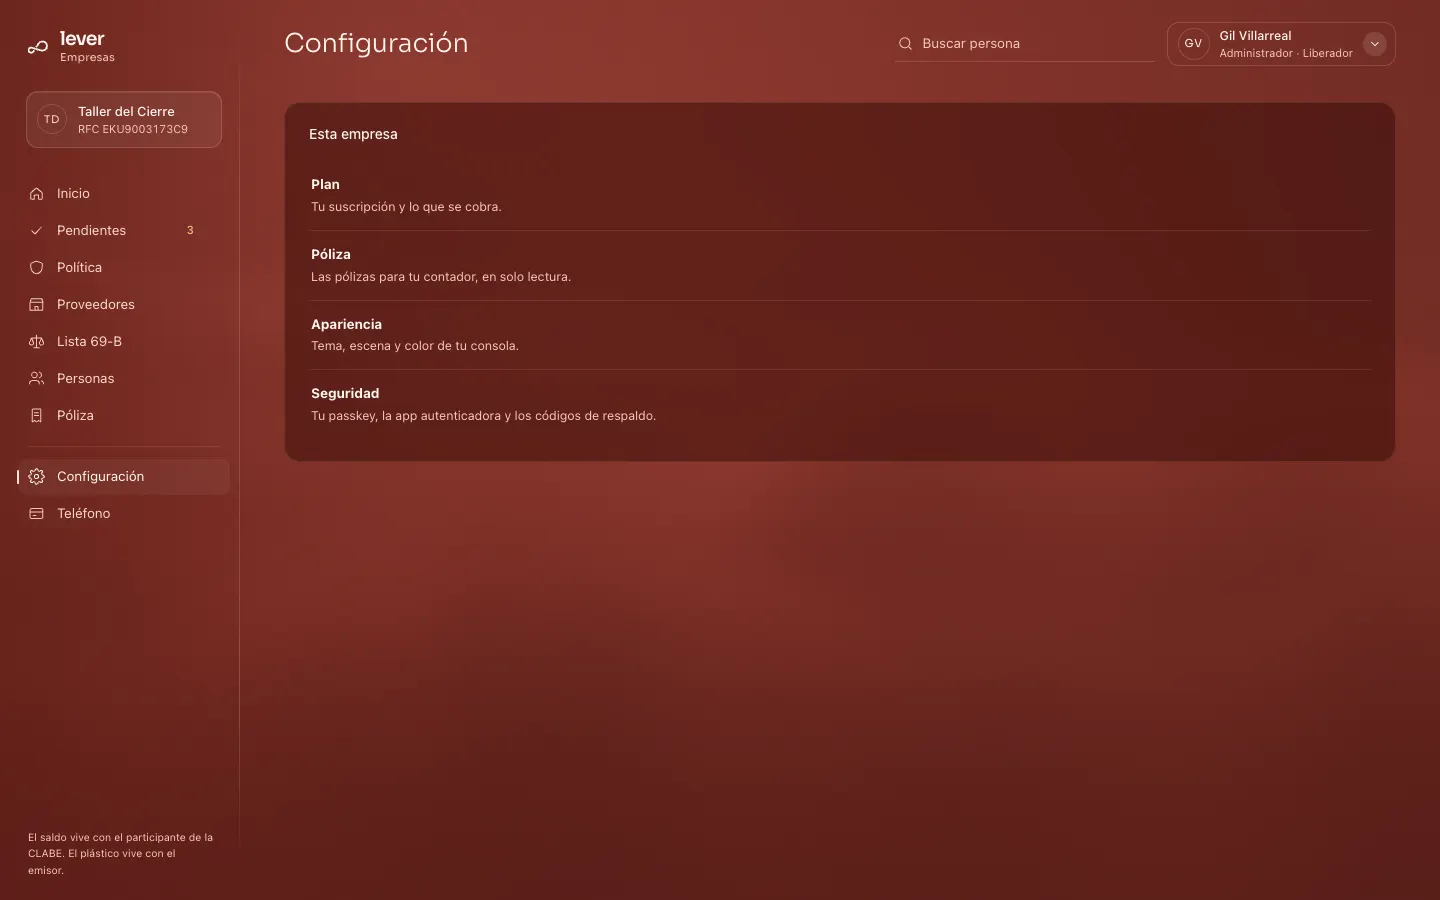 lever
Empresas
TD
Taller del Cierre
RFC EKU9003173C9
Inicio
Pendientes 3
Política
Proveedores
Lista 69-B
Personas
Póliza
Configuración
Teléfono
El saldo vive con el participante de la
CLABE. El plástico vive con el
emisor.
Configuración
Buscar persona
GV
Gil Villarreal
Administrador · Liberador
Esta empresa
Plan
Tu suscripción y lo que se cobra.
Póliza
Las pólizas para tu contador, en solo lectura.
Apariencia
Tema, escena y color de tu consola.
Seguridad
Tu passkey, la app autenticadora y los códigos de respaldo.